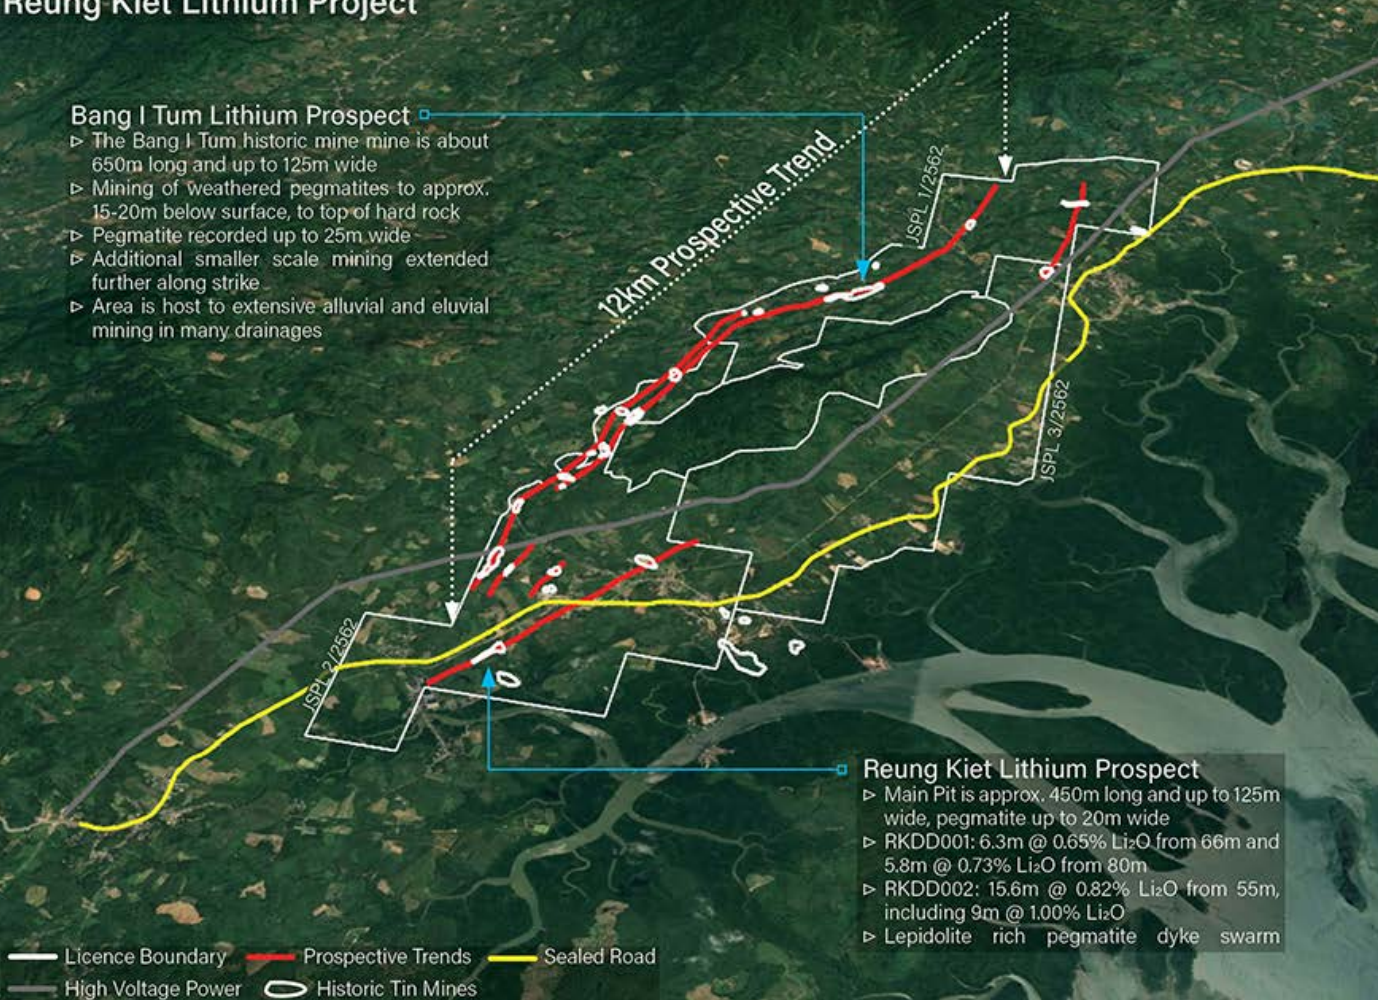 Reung Kiet Lithium Project
Bang I Tum Lithium Prospect
▷ The Bang I Tum historic mine mine is about
650m long and up to 125m wide
▷ Mining of weathered pegmatites to approx.
15-20m below surface, to top of hard rock
▷ Pegmatite recorded up to 25m wide
▷ Additional smaller scale mining extended
further along strike
▷ Area is host to extensive alluvial and eluvial
mining in many drainages
12km Prospective Trend
JSPL 1/2562
JSPL 3/2562
JSPL 2/2562
Reung Kiet Lithium Prospect
▷ Main Pit is approx. 450m long and up to 125m
wide, pegmatite up to 20m wide
▷ RKDD001: 6.3m @ 0.65% Li₂O from 66m and
5.8m @ 0.73% Li₂O from 80m
▷ RKDD002: 15.6m @ 0.82% Li₂O from 55m,
including 9m @ 1.00% Li₂O
▷ Lepidolite rich pegmatite dyke swarm
Licence Boundary
Prospective Trends
Sealed Road
High Voltage Power
Historic Tin Mines